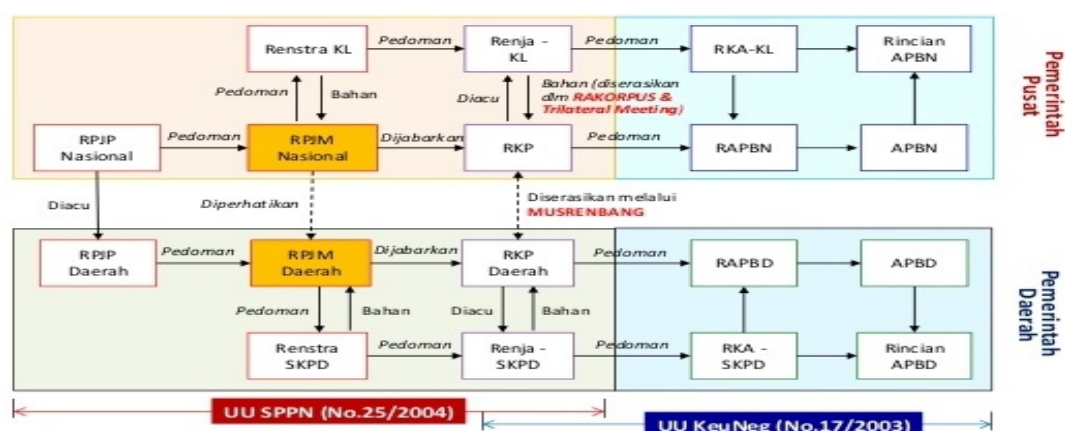 Renstra KL
Pedoman
Renja -
KL
Pedoman
RKA-KL
Rincian
APBN
Pemerintah
Pusat
Pedoman
Bahan
Diacu
Bahan (diserasikan
dlm RAKORPUS &
Trilateral Meeting)
RPJP
Nasional
Pedoman
RPJM
Nasional
Dijabarkan
RKP
Pedoman
RAPBN
APBN
Diacu
Diperhatikan
Diserasikan melalui
MUSRENBANG
RPJP
Daerah
Pedoman
RPJM
Daerah
Dijabarkan
RKP
Daerah
Pedoman
RAPBD
APBD
Pemerintah
Daerah
Pedoman
Bahan
Diacu
Bahan
Renstra
SKPD
Pedoman
Renja -
SKPD
Pedoman
RKA -
SKPD
Rincian
APBD
UU SPPN (No.25/2004)
UU KeuNeg (No.17/2003)